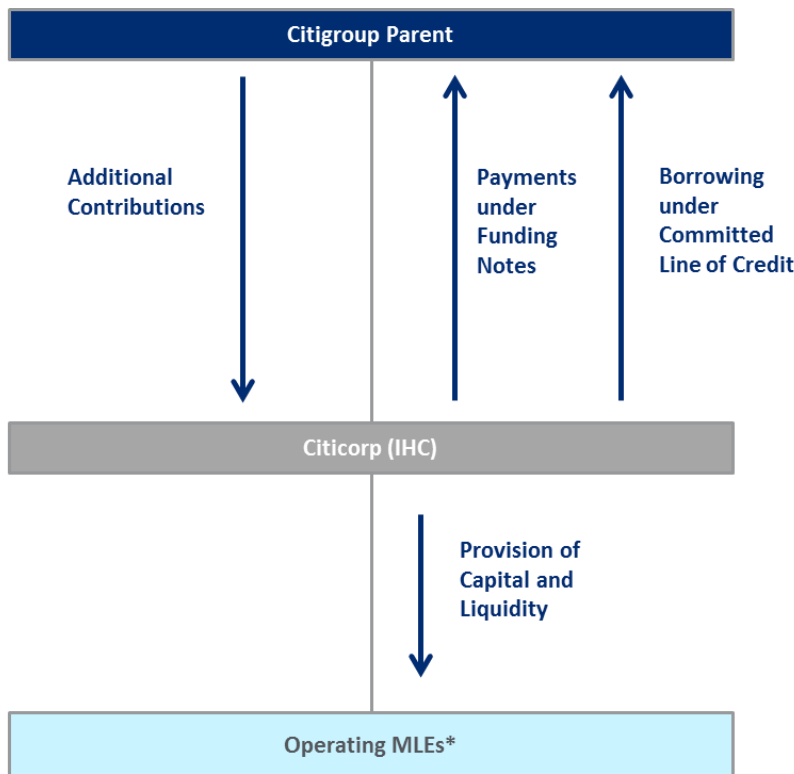 Citigroup Parent
Additional
Contributions
Payments
under
Funding
Notes
Borrowing
under
Committed
Line of Credit
Citicorp (IHC)
Provision of
Capital and
Liquidity
Operating MLEs*